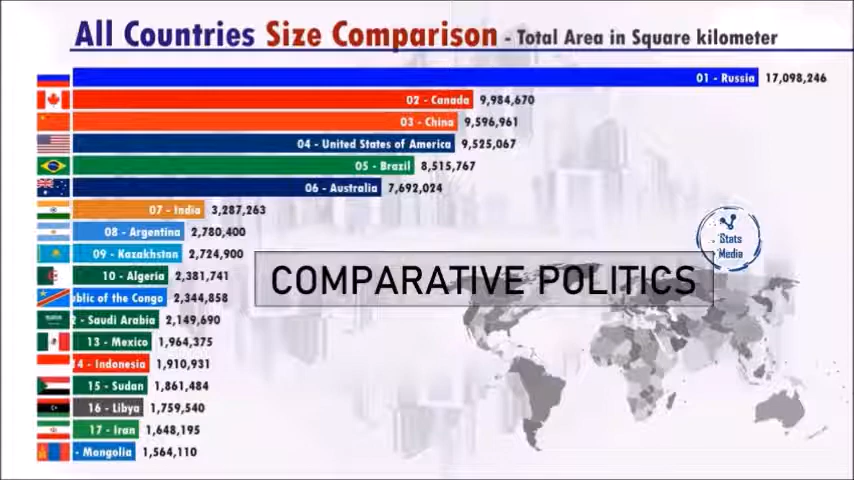 All Countries Size Comparison - Total Area in Square kilometer
01 - Russia 17,098,246
02 - Canada 9,984,670
03 - China 9,596,961
04 - United States of America 9,525,067
05 - Brazil 8,515,767
06 - Australia 7,692,024
07 - India 3,287,263
08 - Argentina 2,780,400
09 - Kazakhstan 2,724,900
10 - Algeria 2,381,741
ublic of the Congo 2,344,858
- Saudi Arabia 2,149,690
13 - Mexico 1,964,375
14 - Indonesia 1,910,931
15 - Sudan 1,861,484
16 - Libya 1,759,540
17 - Iran 1,648,195
- Mongolia 1,564,110
Stats
Media
COMPARATIVE POLITICS